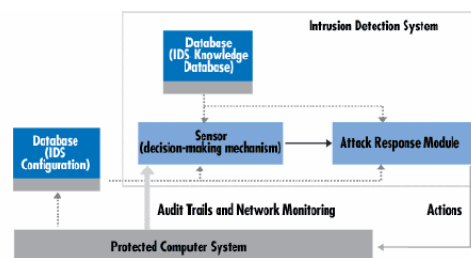 Intrusion Detection System
Database
(IDS Knowledge
Database)
Database
(IDS
Configuration)
Sensor
(decision-making mechanism)
Attack Response Module
Audit Trails and Network Monitoring
Actions
Protected Computer System